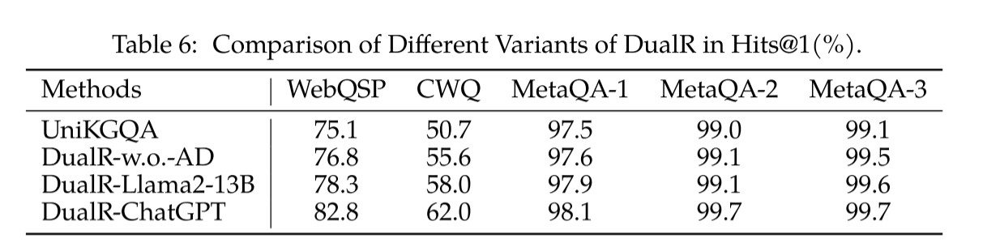 Table 6: Comparison of Different Variants of DualR in Hits@1(%).
Methods WebQSP CWQ MetaQA-1 MetaQA-2 MetaQA-3
UniKGQA 75.1 50.7 97.5 99.0 99.1
DualR-w.o.-AD 76.8 55.6 97.6 99.1 99.5
DualR-Llama2-13B 78.3 58.0 97.9 99.1 99.6
DualR-ChatGPT 82.8 62.0 98.1 99.7 99.7